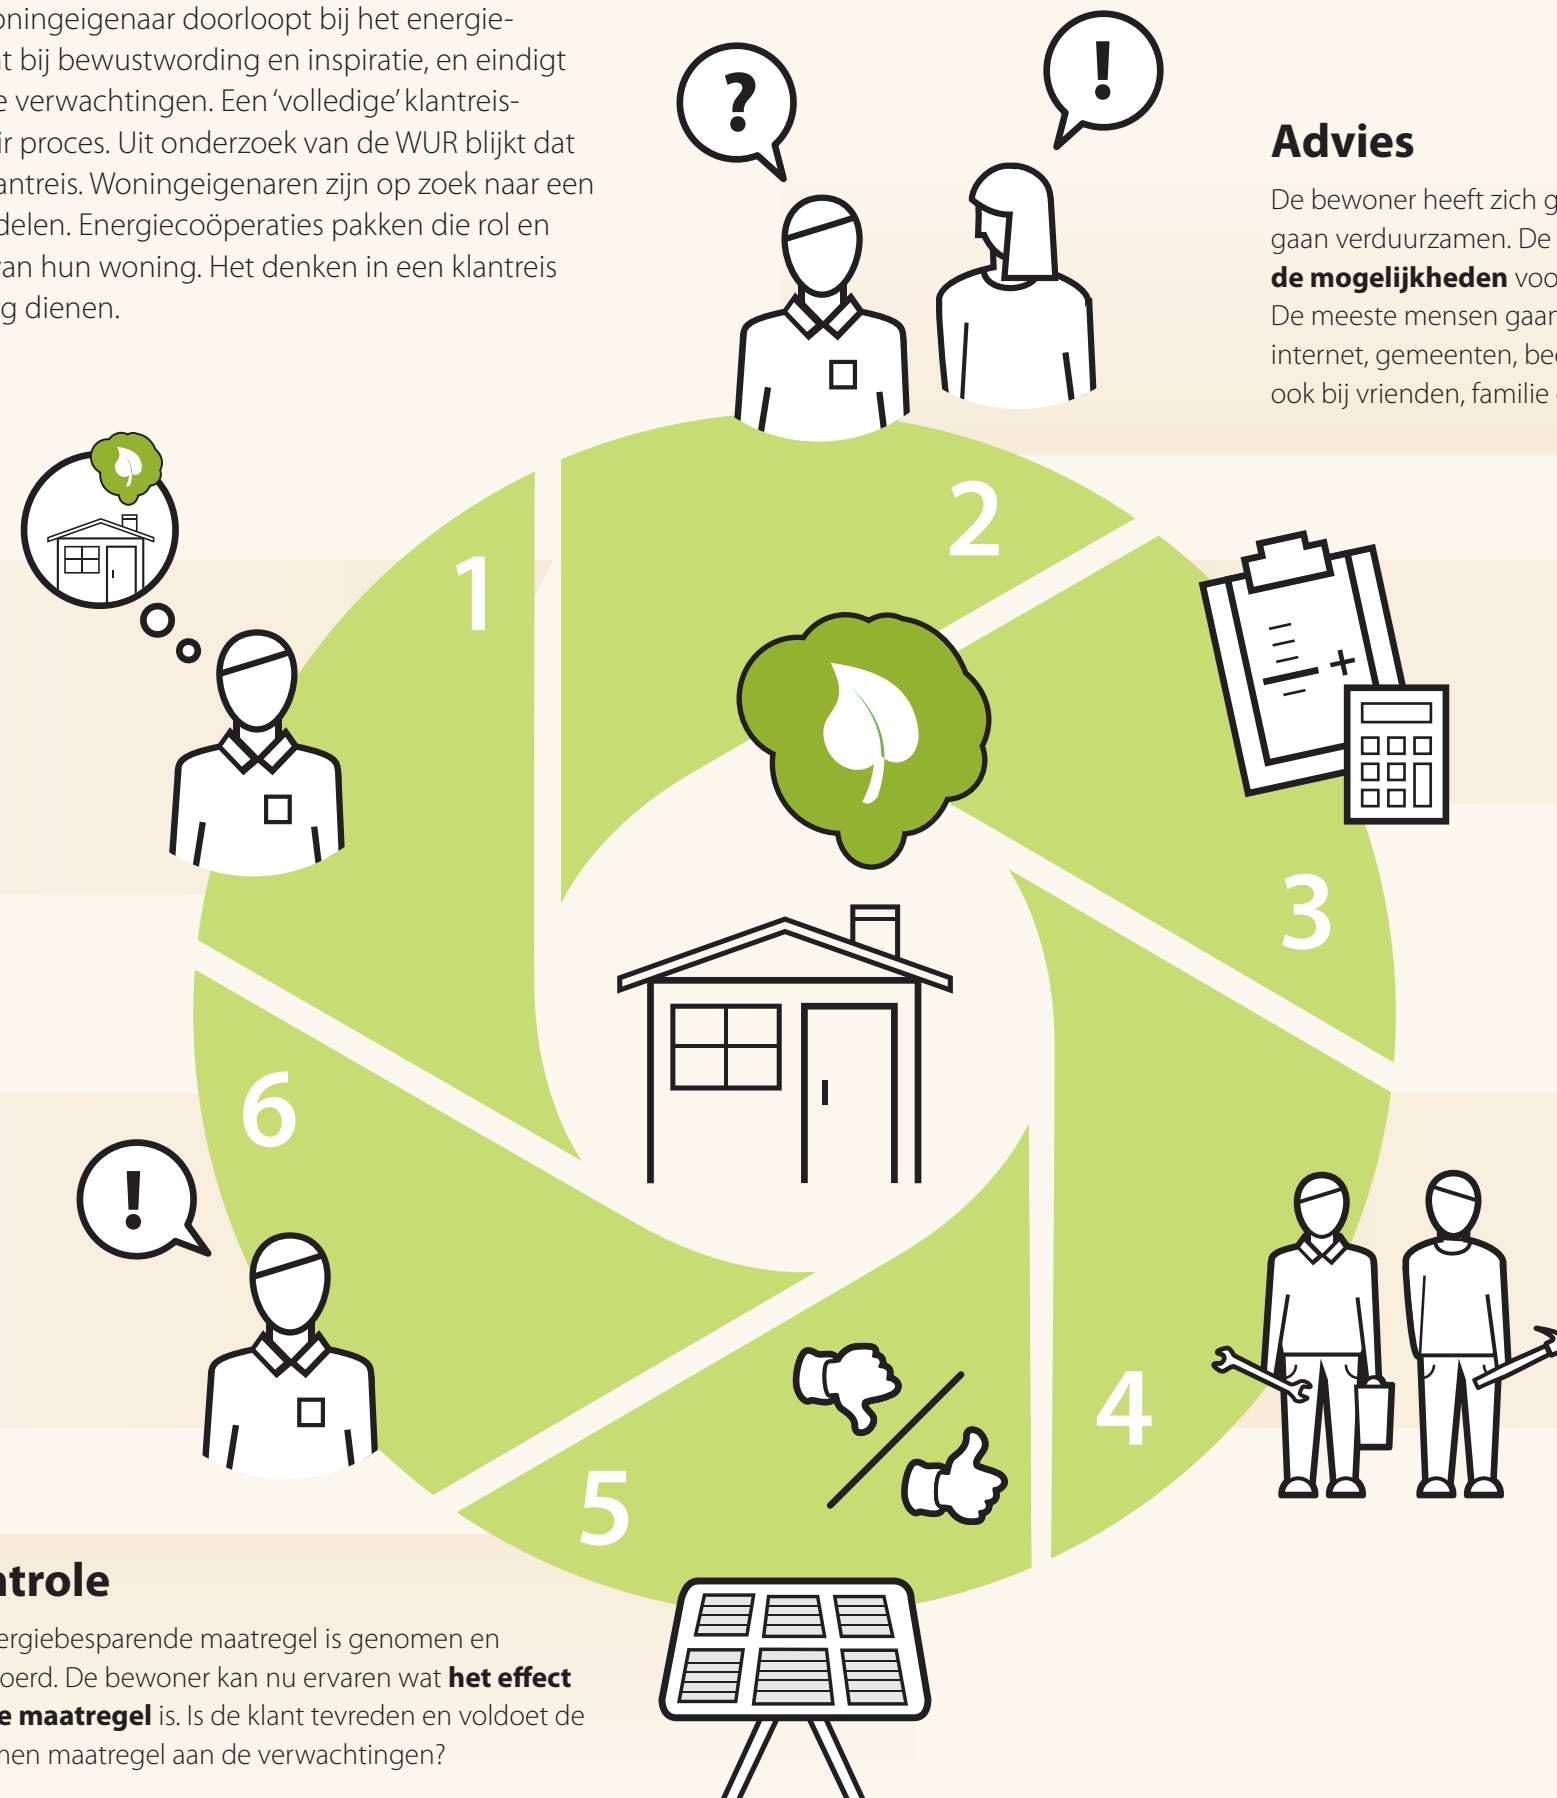 oningeigenaar doorloopt bij het energie-
t bij bewustwording en inspiratie, en eindigt
e verwachtingen. Een ‘volledige’ klantreis-
ir proces. Uit onderzoek van de WUR blijkt dat
antreis. Woningeigenaren zijn op zoek naar een
delen. Energiecoöperaties pakken die rol en
van hun woning. Het denken in een klantreis
g dienen.
?
!
Advies
De bewoner heeft zich g
gaan verduurzamen. De
de mogelijkheden voo
De meeste mensen gaan
internet, gemeenten, bed
ook bij vrienden, familie
1
2
3
4
5
6
!
ntrole
ergiebesparende maatregel is genomen en
oerd. De bewoner kan nu ervaren wat het effect
e maatregel is. Is de klant tevreden en voldoet de
men maatregel aan de verwachtingen?